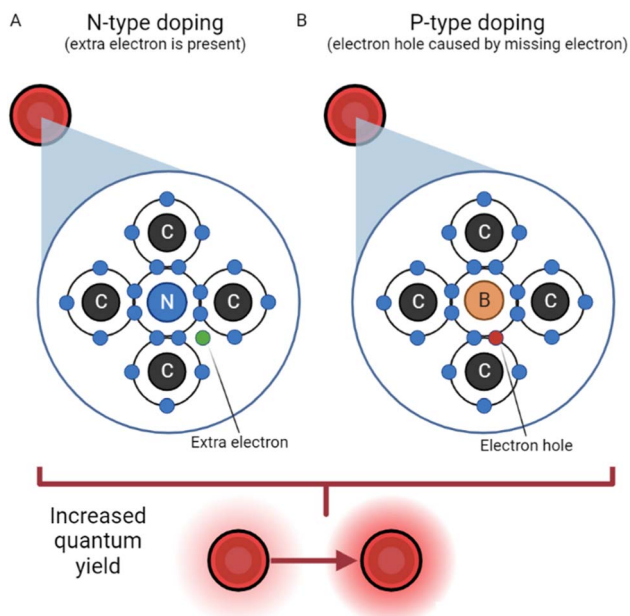 A
N-type doping
(extra electron is present)
B
P-type doping
(electron hole caused by missing electron)
C
C
N
C
C
Extra electron
C
C
B
C
C
Electron hole
Increased
quantum
yield